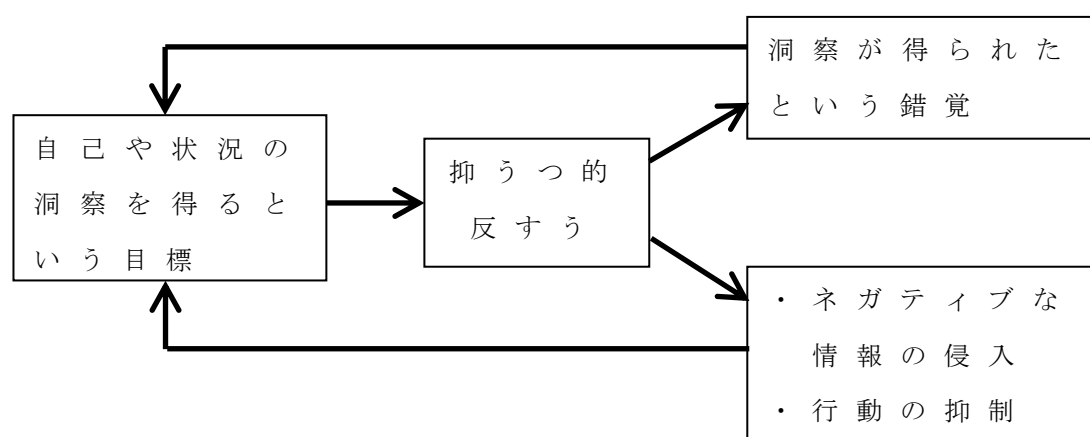 洞察が得られた
という錯覚
自己や状況の
洞察を得ると
いう目標
抑うつ的
反すう
・ネガティブな
情報の侵入
・行動の抑制